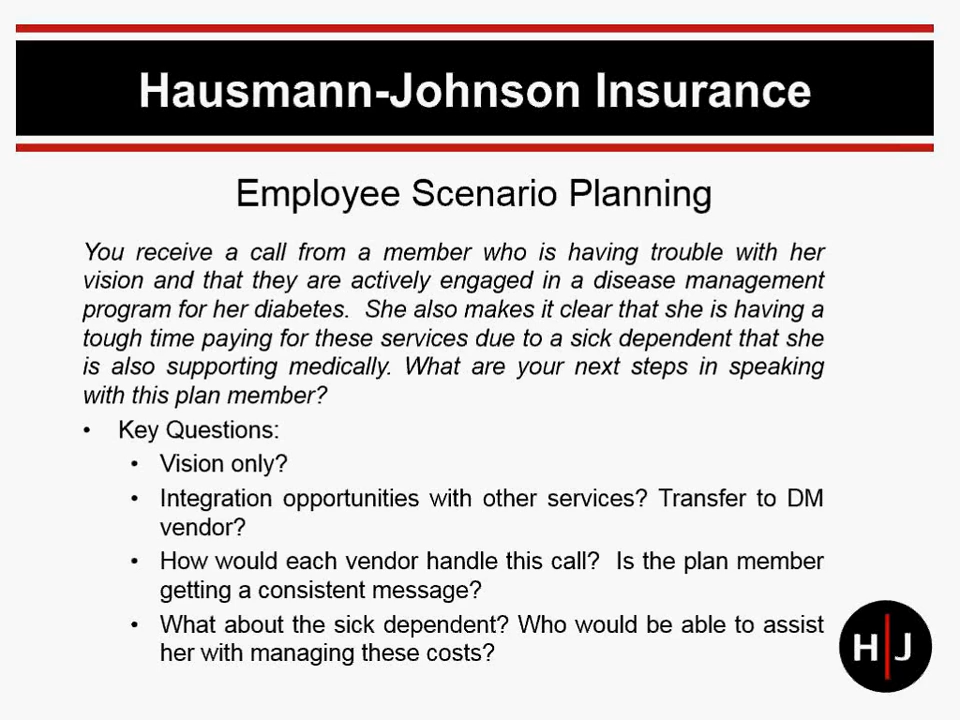 Hausmann-Johnson Insurance
Employee Scenario Planning
You receive a call from a member who is having trouble with her
vision and that they are actively engaged in a disease management
program for her diabetes.  She also makes it clear that she is having a
tough time paying for these services due to a sick dependent that she
is also supporting medically. What are your next steps in speaking
with this plan member?
• Key Questions:
• Vision only?
• Integration opportunities with other services? Transfer to DM
vendor?
• How would each vendor handle this call?  Is the plan member
getting a consistent message?
• What about the sick dependent? Who would be able to assist
her with managing these costs?
H|J